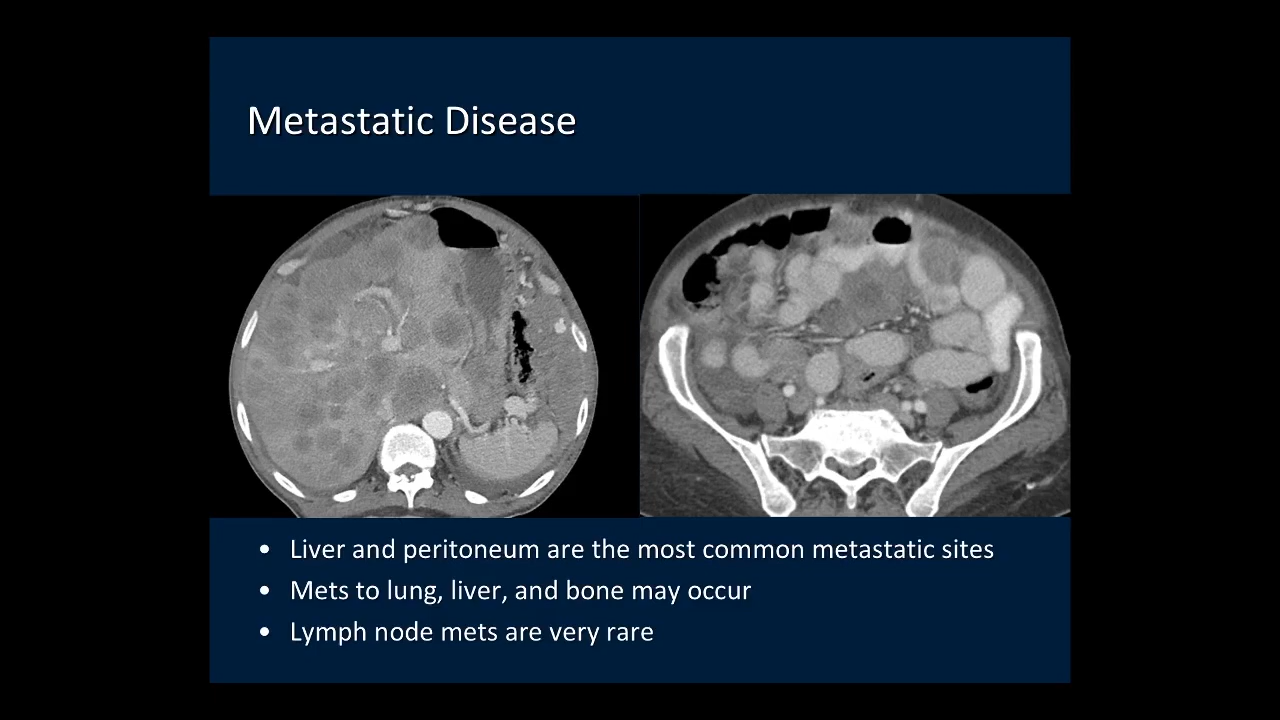 Metastatic Disease
• Liver and peritoneum are the most common metastatic sites
• Mets to lung, liver, and bone may occur
• Lymph node mets are very rare